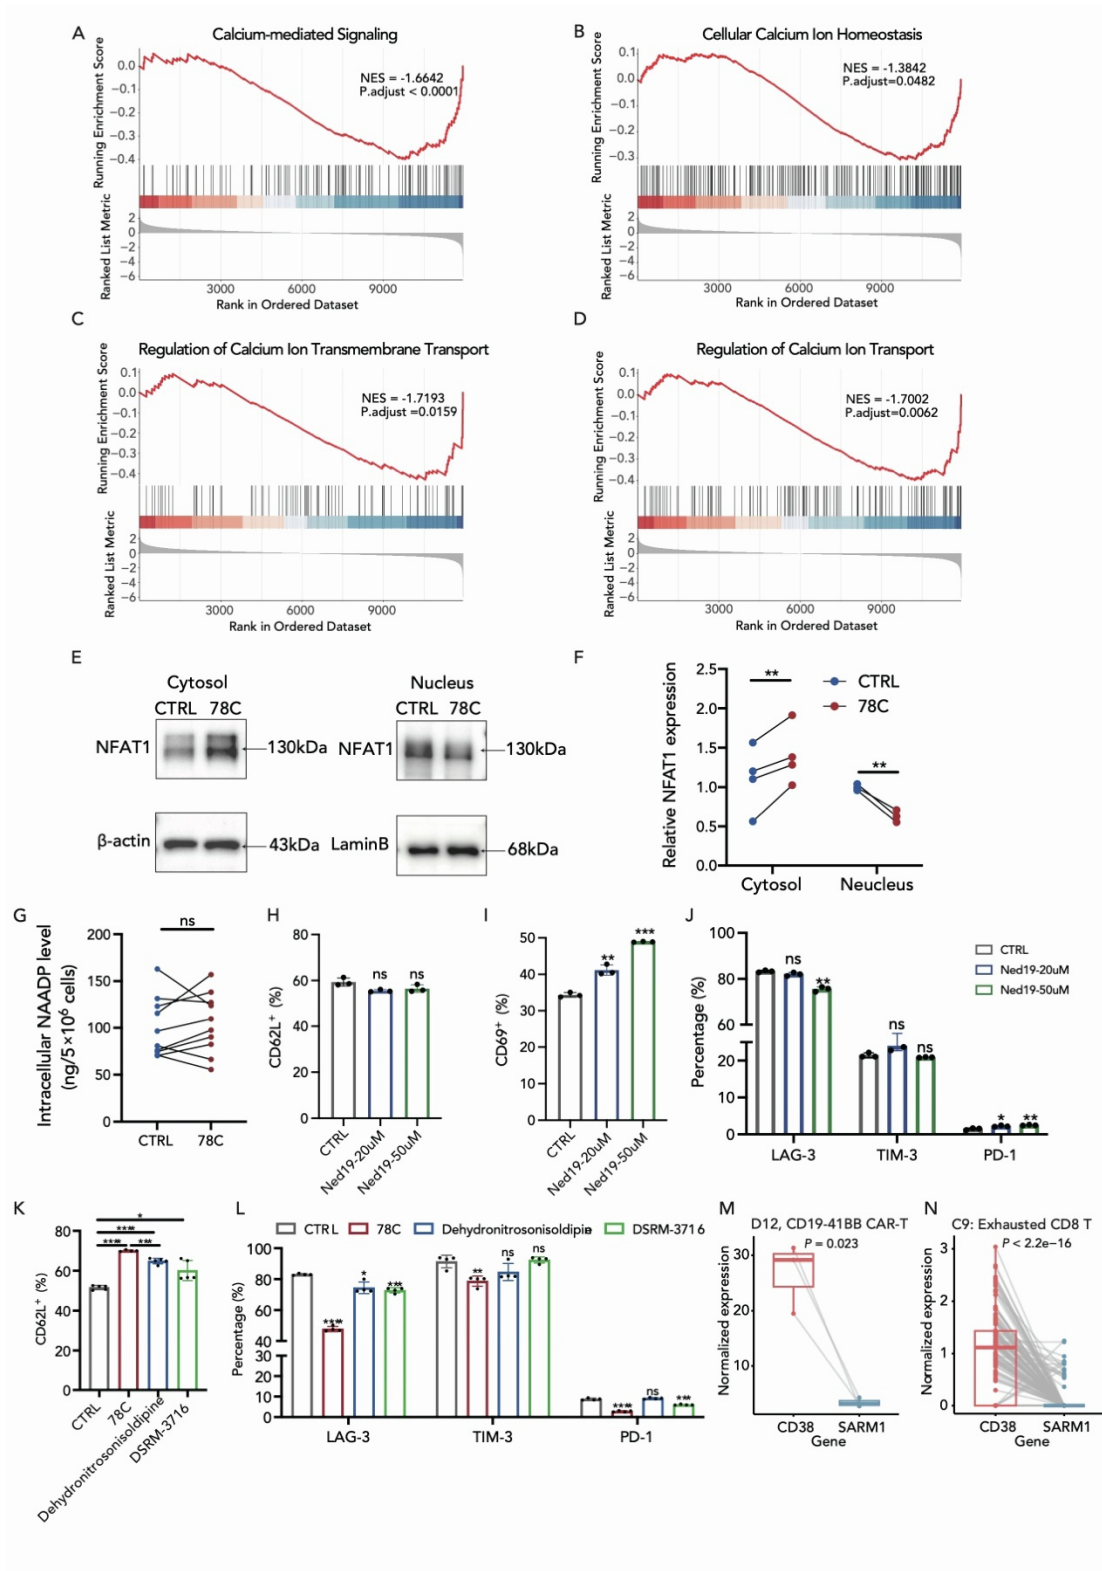 A
Calcium-mediated Signaling
Running Enrichment Score
0.0
−0.1
−0.2
−0.3
−0.4
NES = -1.6642
P.adjust < 0.0001
Ranked List Metric
2
0
−2
−4
−6
3000 6000 9000
Rank in Ordered Dataset
B
Cellular Calcium Ion Homeostasis
Running Enrichment Score
0.1
0.0
−0.1
−0.2
−0.3
NES = -1.3842
P.adjust=0.0482
Ranked List Metric
2
0
−2
−4
−6
3000 6000 9000
Rank in Ordered Dataset
C
Regulation of Calcium Ion Transmembrane Transport
Running Enrichment Score
0.1
0.0
−0.1
−0.2
−0.3
−0.4
NES = -1.7193
P.adjust =0.0159
Ranked List Metric
2
0
−2
−4
−6
3000 6000 9000
Rank in Ordered Dataset
D
Regulation of Calcium Ion Transport
Running Enrichment Score
0.1
0.0
−0.1
−0.2
−0.3
−0.4
NES = -1.7002
P.adjust=0.0062
Ranked List Metric
2
0
−2
−4
−6
3000 6000 9000
Rank in Ordered Dataset
E
Cytosol
CTRL 78C
NFAT1
130kDa
β-actin
43kDa
Nucleus
CTRL 78C
NFAT1
130kDa
LaminB
68kDa
F
Relative NFAT1 expression
2.5
2.0
1.5
1.0
0.5
0.0
**
**
CTRL
78C
Cytosol Neucleus
G
Intracellular NAADP level
(ng/5×10⁶ cells)
200
150
100
50
0
ns
CTRL 78C
H
CD62L⁺ (%)
80
60
40
20
0
ns ns
CTRL
Ned19-20uM
Ned19-50uM
I
CD69⁺ (%)
50
40
30
20
10
0
**
***
CTRL
Ned19-20uM
Ned19-50uM
J
Percentage (%)
100
80
60
20
10
0
ns
**
ns
ns
*
**
CTRL
Ned19-20uM
Ned19-50uM
LAG-3 TIM-3 PD-1
K
CD62L⁺ (%)
80
60
40
20
0
*
****
**** ***
CTRL
78C
Dehydronitrosonisoldipine
DSRM-3716
L
CTRL 78C Dehydronitrosonisoldipine DSRM-3716
Percentage (%)
100
80
60
40
30
20
10
0
****
*
***
**
ns
ns
****
ns
***
LAG-3 TIM-3 PD-1
M
D12, CD19-41BB CAR-T
P = 0.023
Normalized expression
30
20
10
CD38 SARM1
Gene
N
C9: Exhausted CD8 T
P < 2.2e−16
Normalized expression
3
2
1
0
CD38 SARM1
Gene